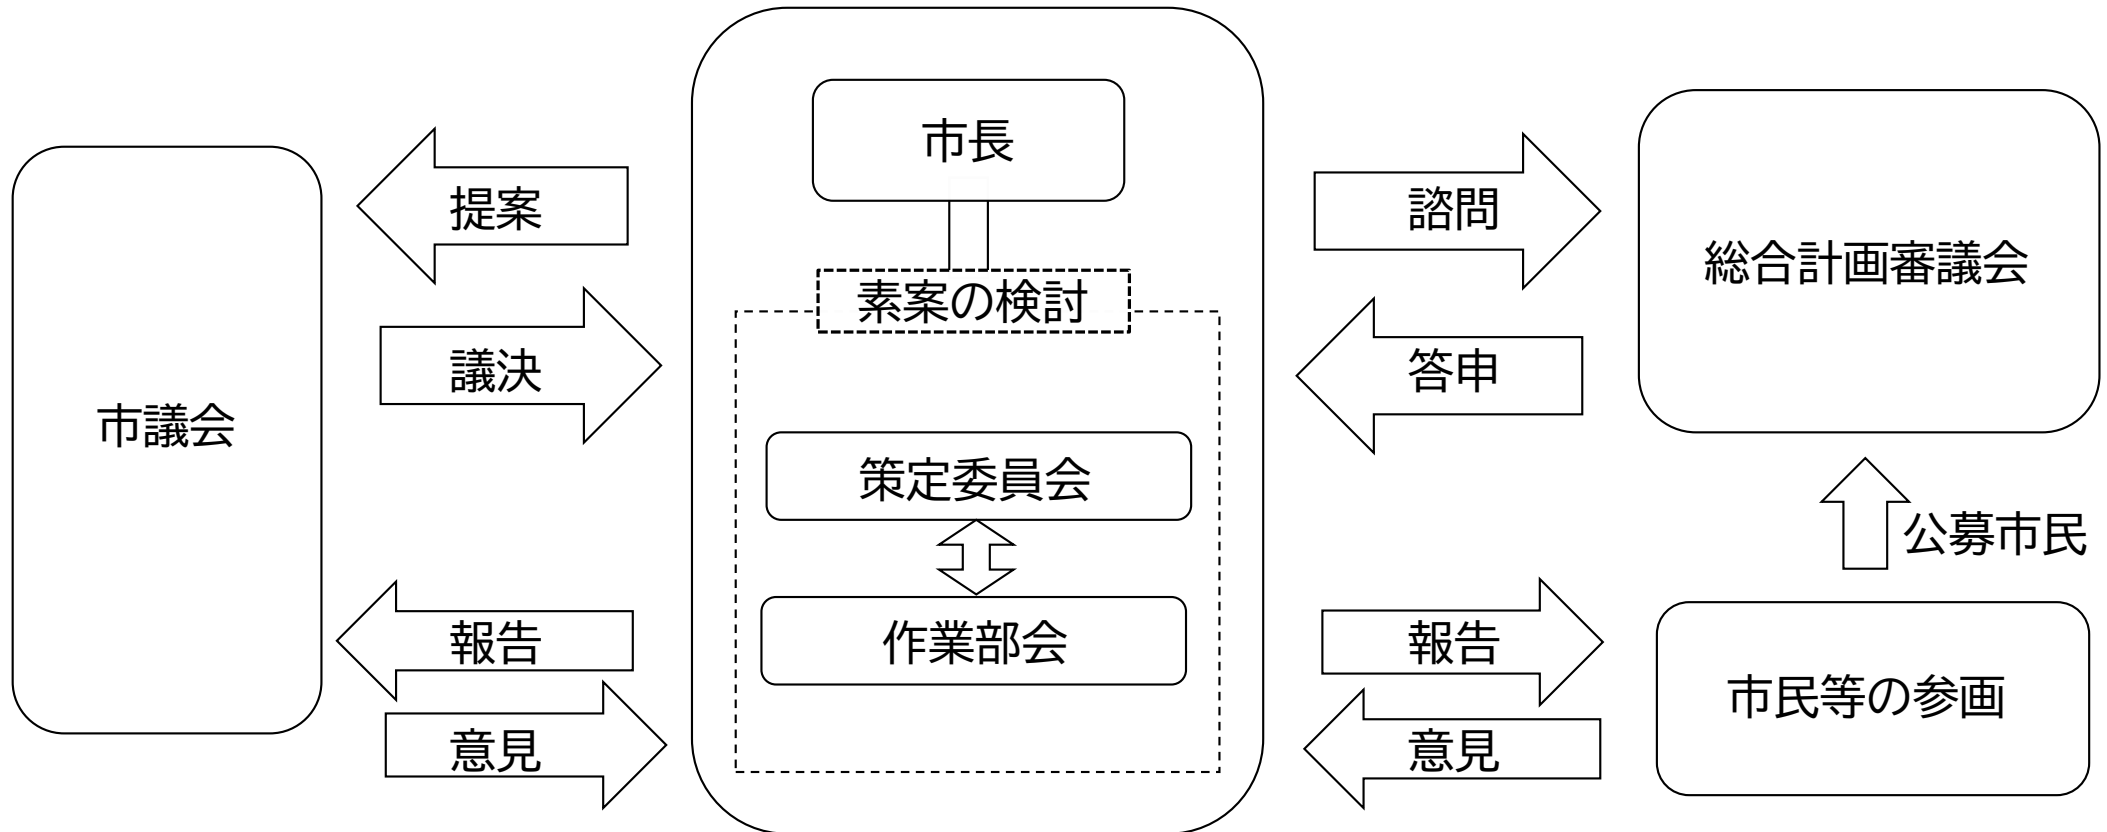 市長
提案
諮問
素案の検討
総合計画審議会
議決
答申
市議会
策定委員会
公募市民
報告
作業部会
報告
市民等の参画
意見
意見